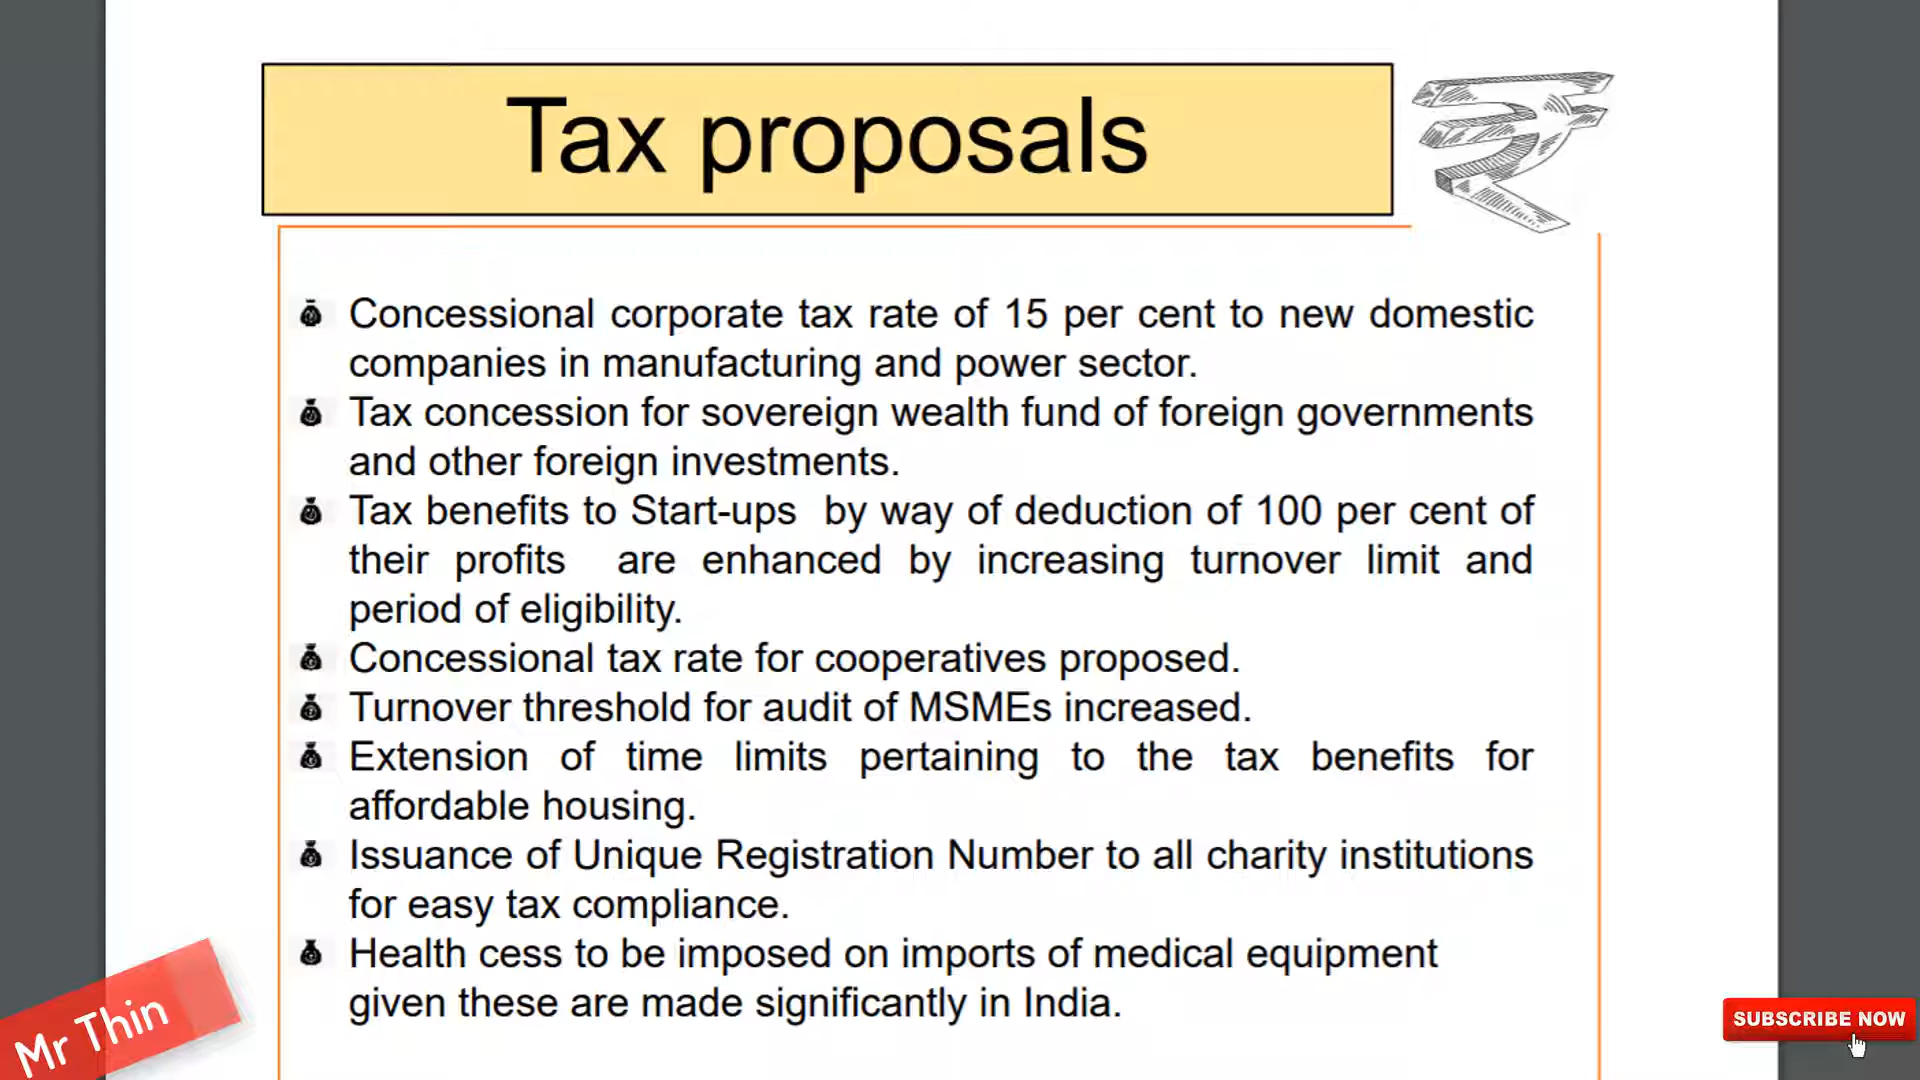 Tax proposals
Concessional corporate tax rate of 15 per cent to new domestic
companies in manufacturing and power sector.
Tax concession for sovereign wealth fund of foreign governments
and other foreign investments.
Tax benefits to Start-ups by way of deduction of 100 per cent of
their profits are enhanced by increasing turnover limit and
period of eligibility.
Concessional tax rate for cooperatives proposed.
Turnover threshold for audit of MSMEs increased.
Extension of time limits pertaining to the tax benefits for
affordable housing.
Issuance of Unique Registration Number to all charity institutions
for easy tax compliance.
Health cess to be imposed on imports of medical equipment
given these are made significantly in India.
Mr Thin
SUBSCRIBE NOW